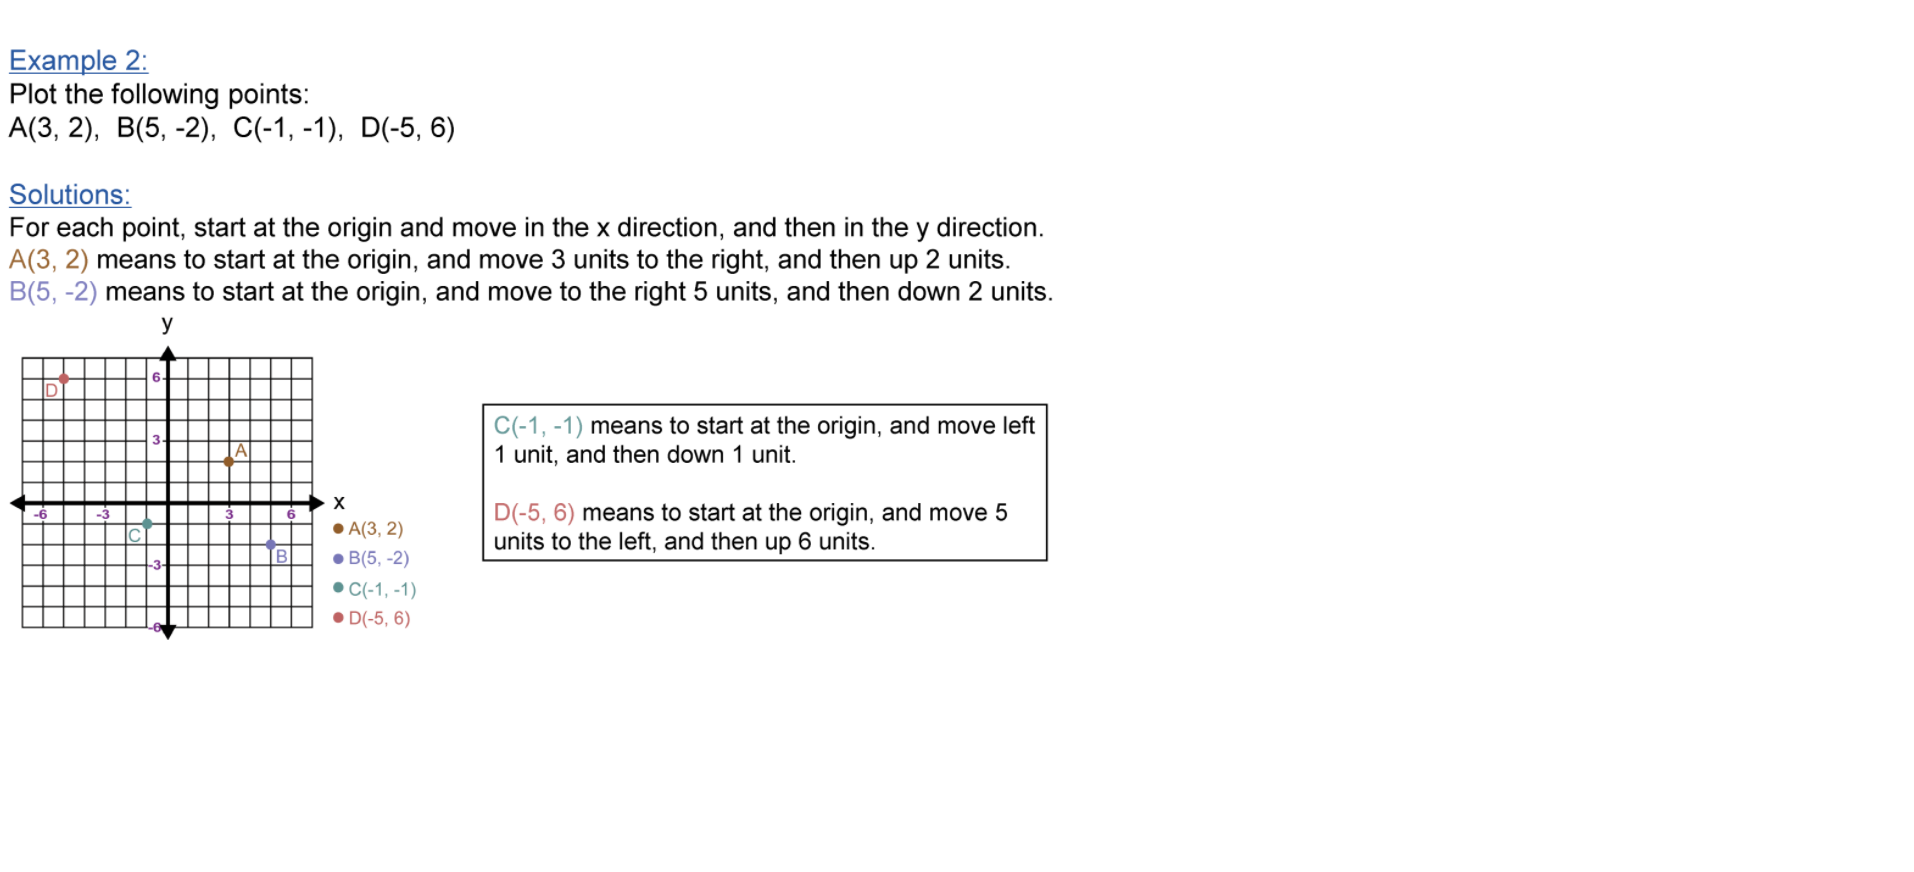 Example 2:
Plot the following points:
A(3, 2), B(5, -2), C(-1, -1), D(-5, 6)
Solutions:
For each point, start at the origin and move in the x direction, and then in the y direction.
A(3, 2) means to start at the origin, and move 3 units to the right, and then up 2 units.
B(5, -2) means to start at the origin, and move to the right 5 units, and then down 2 units.
y
6
D
3
A
x
-6 -3 3 6
C
B
-3
-6
A(3, 2)
B(5, -2)
C(-1, -1)
D(-5, 6)
C(-1, -1) means to start at the origin, and move left
1 unit, and then down 1 unit.
D(-5, 6) means to start at the origin, and move 5
units to the left, and then up 6 units.